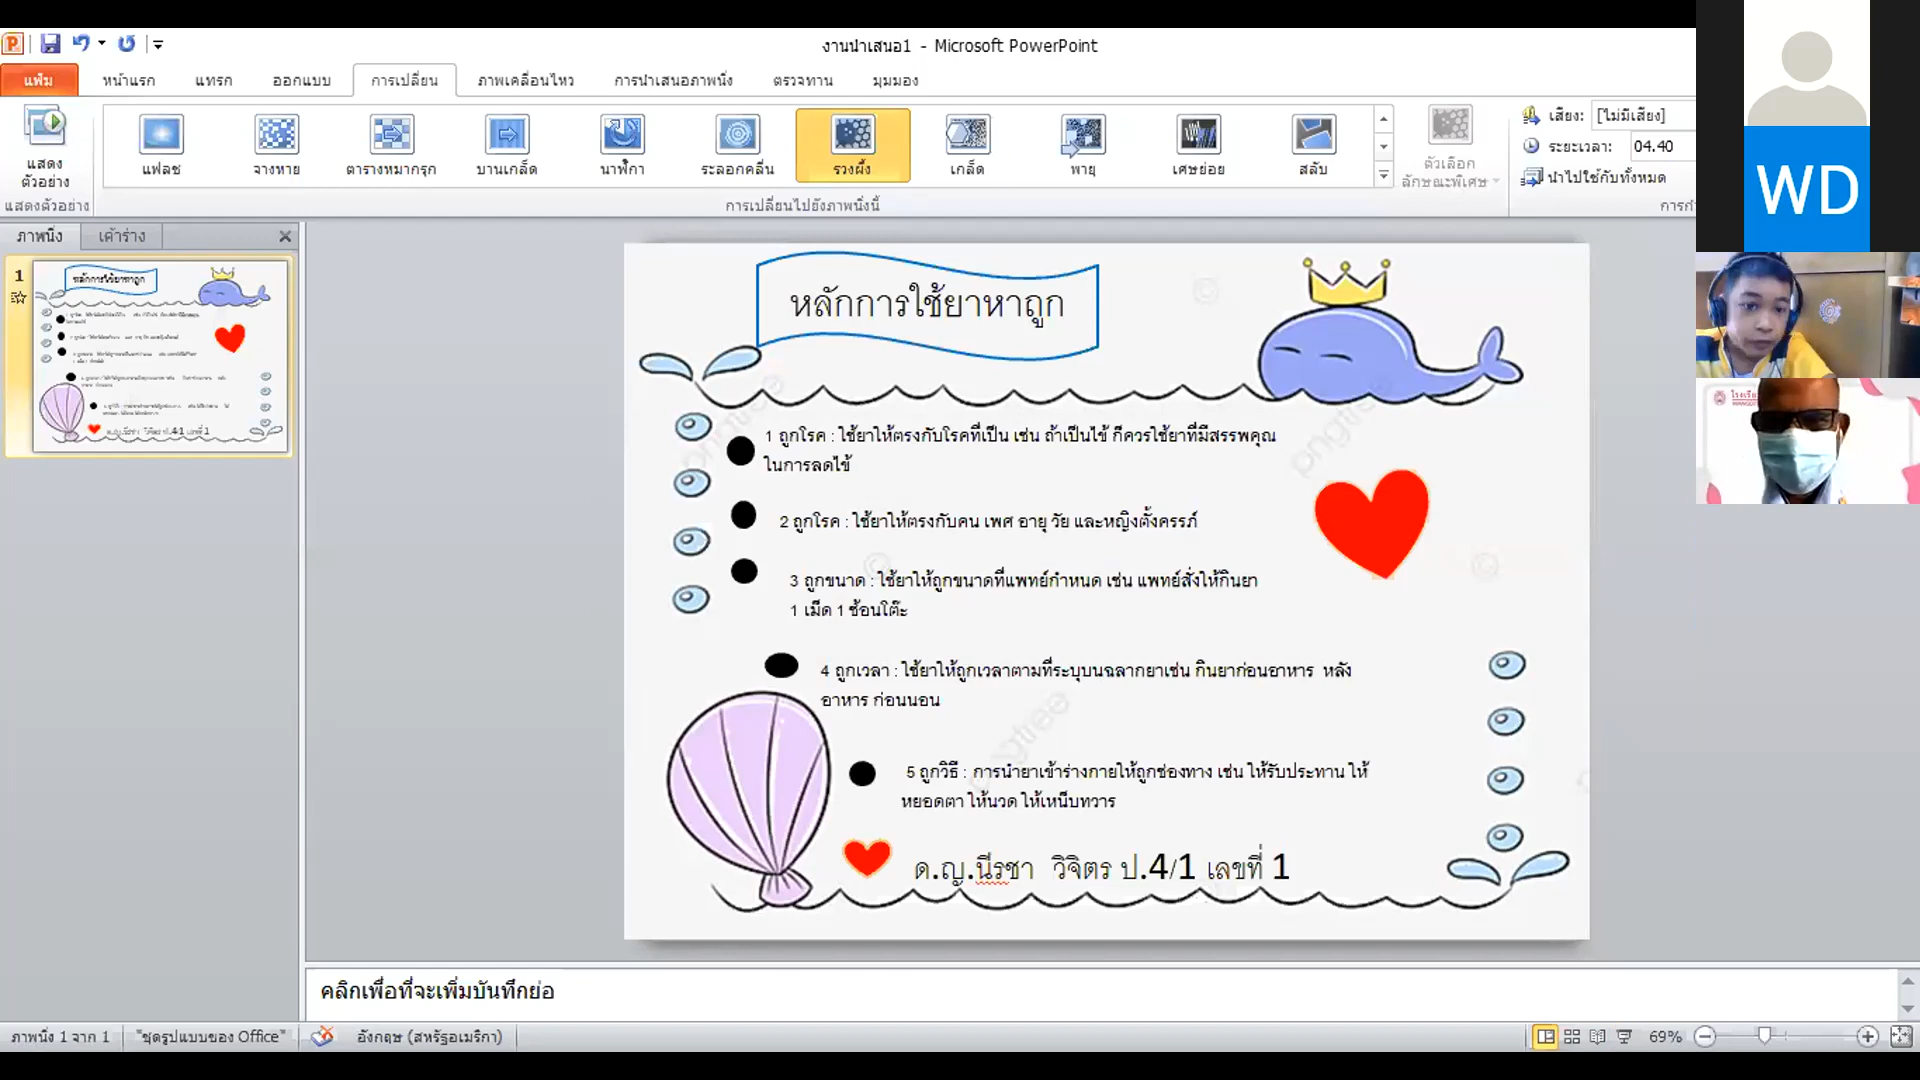 งานนำเสนอ1 - Microsoft PowerPoint
แฟ้ม หน้าแรก แทรก ออกแบบ การเปลี่ยน ภาพเคลื่อนไหว การนำเสนอภาพนิ่ง ตรวจทาน มุมมอง
แสดง
ตัวอย่าง
แฟลช จางหาย ตารางหมากรุก บานเกล็ด นาฬิกา ระลอกคลื่น รวงผึ้ง เกล็ด พายุ เศษย่อย สลับ
ตัวเลือก
ลักษณะพิเศษ
เสียง: [ไม่มีเสียง]
ระยะเวลา: 04.40
นำไปใช้กับทั้งหมด
แสดงตัวอย่าง
การเปลี่ยนไปยังภาพนิ่งนี้
WD
ภาพนิ่ง เค้าร่าง
1
หลักการใช้ยาหาถูก
1 ถูกโรค : ใช้ยาให้ตรงกับโรคที่เป็น เช่น ถ้าเป็นไข้ ก็ควรใช้ยาที่มีสรรพคุณ
ในการลดไข้
2 ถูกโรค : ใช้ยาให้ตรงกับคน เพศ อายุ วัย และหญิงตั้งครรภ์
3 ถูกขนาด : ใช้ยาให้ถูกขนาดที่แพทย์กำหนด เช่น แพทย์สั่งให้กินยา
1 เม็ด 1 ช้อนโต๊ะ
4 ถูกเวลา : ใช้ยาให้ถูกเวลาตามที่ระบุบนฉลากยาเช่น กินยาก่อนอาหาร หลัง
อาหาร ก่อนนอน
5 ถูกวิธี : การนำยาเข้าร่างกายให้ถูกช่องทาง เช่น ให้รับประทาน ให้
หยอดตา ให้นวด ให้เหน็บทวาร
ด.ญ.นีรชา วิจิตร ป.4/1 เลขที่ 1
pngtree
คลิกเพื่อที่จะเพิ่มบันทึกย่อ
ภาพนิ่ง 1 จาก 1 "ชุดรูปแบบของ Office" อังกฤษ (สหรัฐอเมริกา) 69%